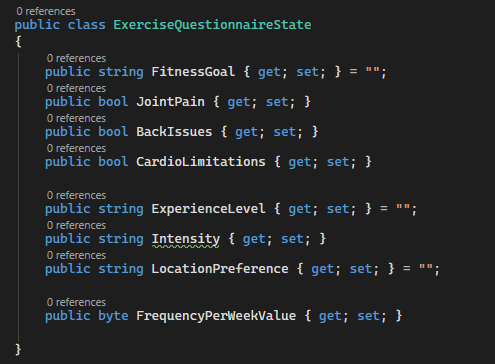 0 references
public class ExerciseQuestionnaireState
{
0 references
public string FitnessGoal { get; set; } = "";
0 references
public bool JointPain { get; set; }
0 references
public bool BackIssues { get; set; }
0 references
public bool CardioLimitations { get; set; }
0 references
public string ExperienceLevel { get; set; } = "";
0 references
public string Intensity { get; set; }
0 references
public string LocationPreference { get; set; } = "";
0 references
public byte FrequencyPerWeekValue { get; set; }
}